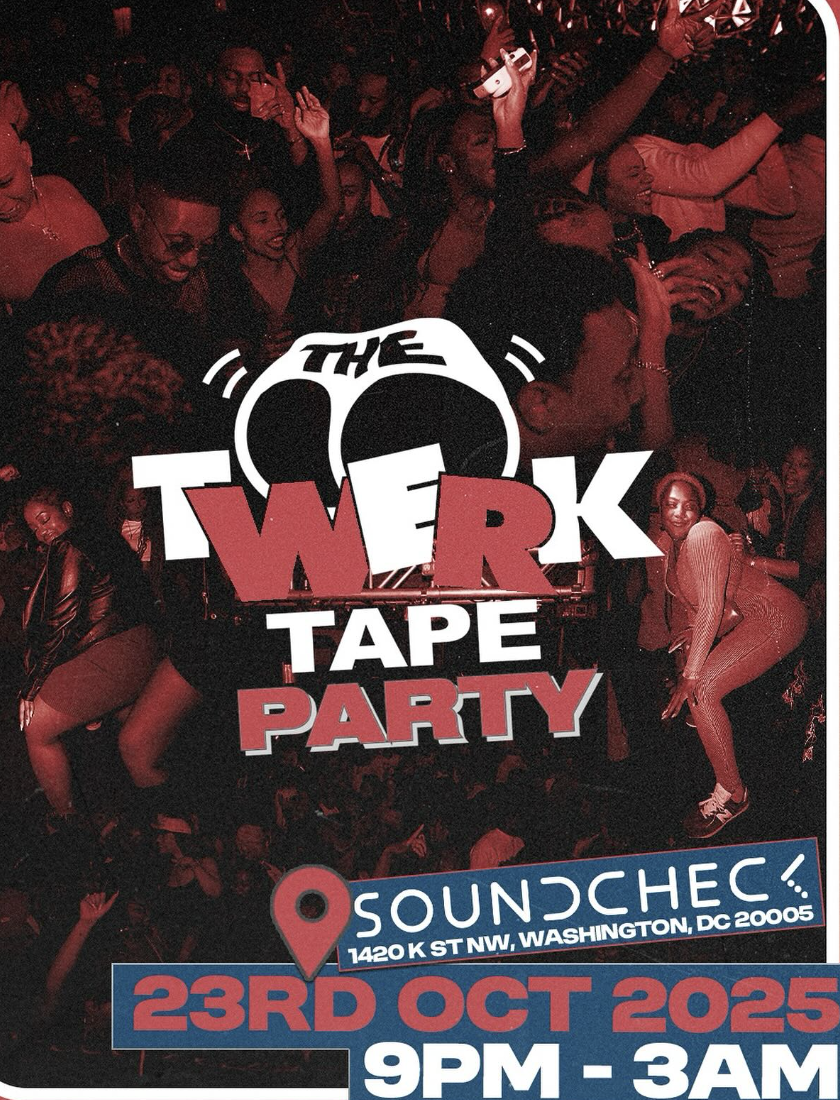 THE
TWERK
TAPE
PARTY
SOUNDCHECK
1420 K ST NW, WASHINGTON, DC 20005
23RD OCT 2025
9PM - 3AM